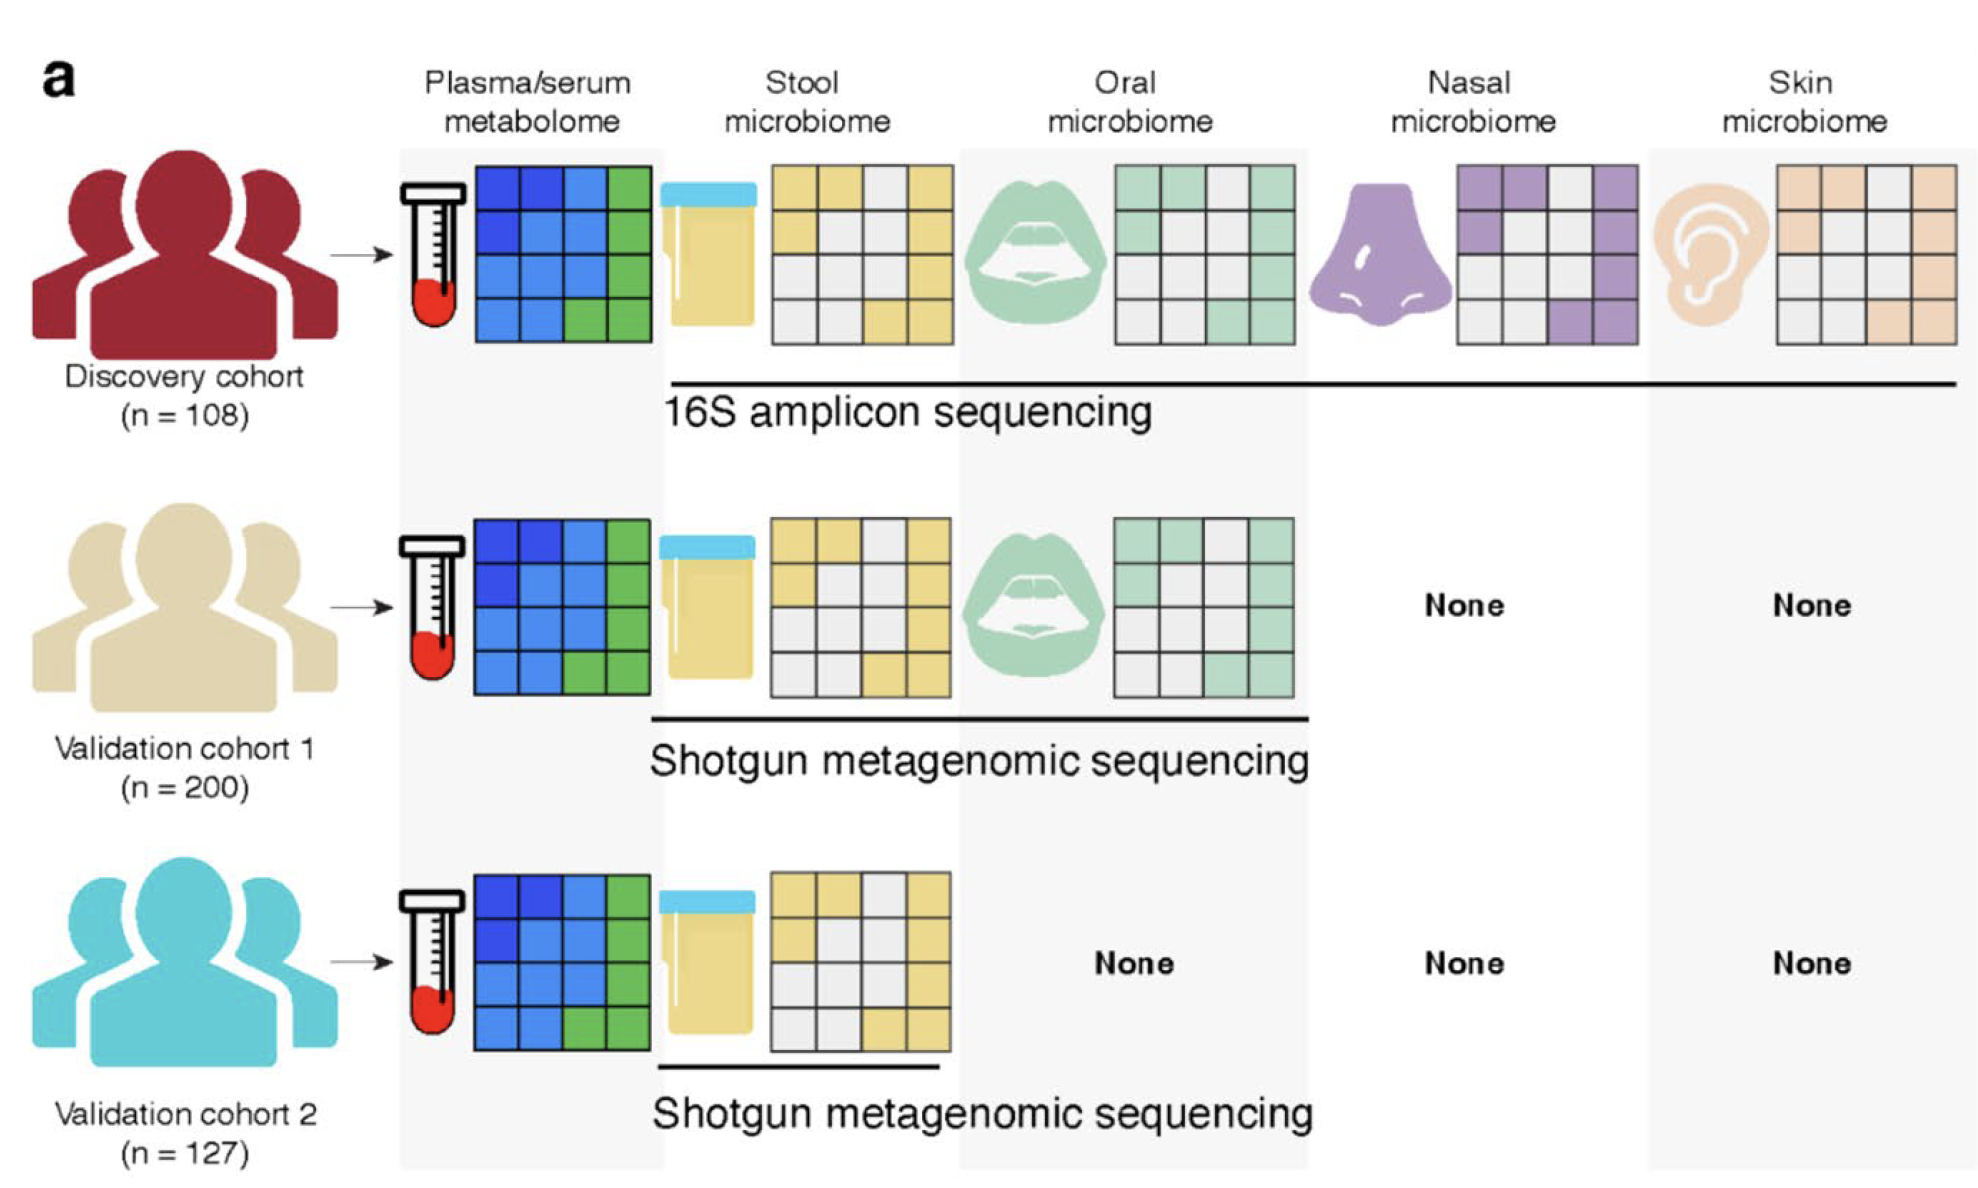 a
Plasma/serum
metabolome
Stool
microbiome
Oral
microbiome
Nasal
microbiome
Skin
microbiome
Discovery cohort
(n = 108)
16S amplicon sequencing
Validation cohort 1
(n = 200)
None
None
Shotgun metagenomic sequencing
Validation cohort 2
(n = 127)
None
None
None
Shotgun metagenomic sequencing